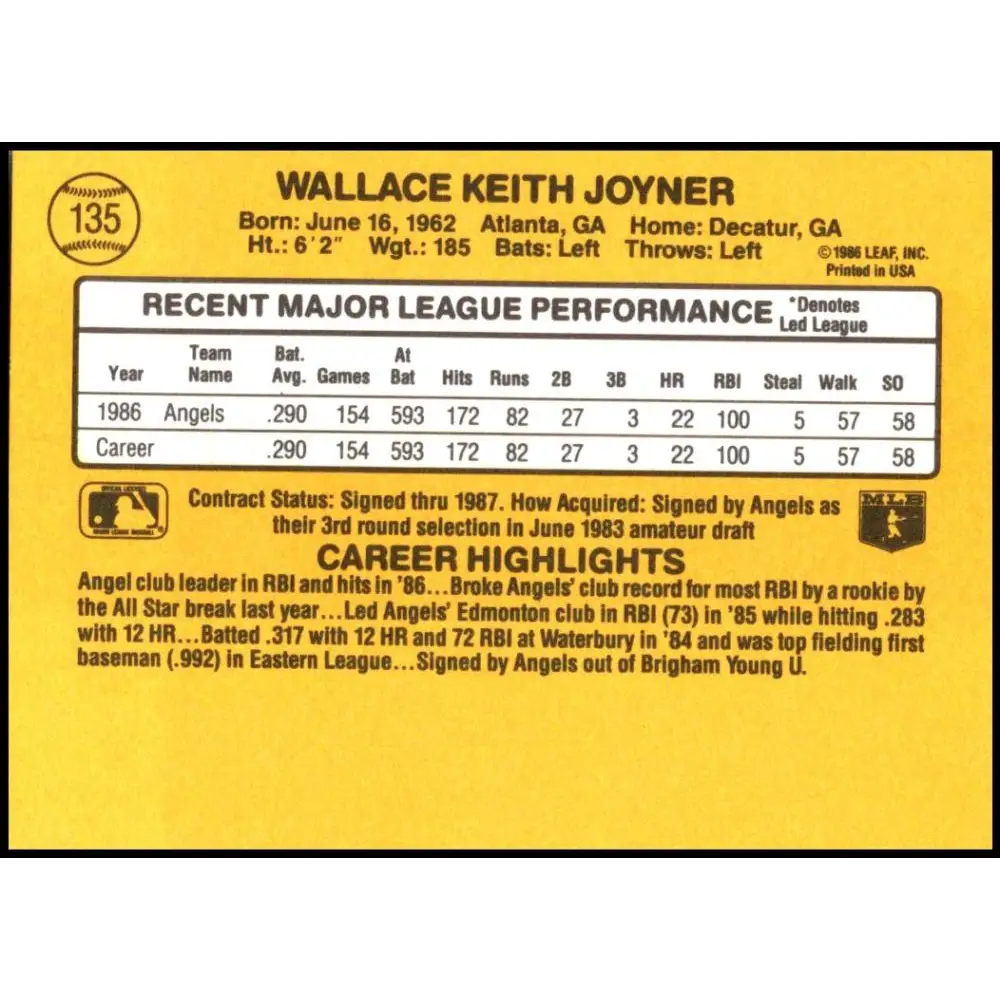 135
WALLACE KEITH JOYNER
Born: June 16, 1962 Atlanta, GA Home: Decatur, GA
Ht.: 6'2" Wgt.: 185 Bats: Left Throws: Left
©1986 LEAF, INC.
Printed in USA
RECENT MAJOR LEAGUE PERFORMANCE *Denotes Led League
Year Team Name Bat. Avg. Games At Bat Hits Runs 2B 3B HR RBI Steal Walk SO
1986 Angels .290 154 593 172 82 27 3 22 100 5 57 58
Career .290 154 593 172 82 27 3 22 100 5 57 58
Contract Status: Signed thru 1987. How Acquired: Signed by Angels as
their 3rd round selection in June 1983 amateur draft
MLB
CAREER HIGHLIGHTS
Angel club leader in RBI and hits in '86...Broke Angels' club record for most RBI by a rookie by
the All Star break last year...Led Angels' Edmonton club in RBI (73) in '85 while hitting .283
with 12 HR...Batted .317 with 12 HR and 72 RBI at Waterbury in '84 and was top fielding first
baseman (.992) in Eastern League...Signed by Angels out of Brigham Young U.